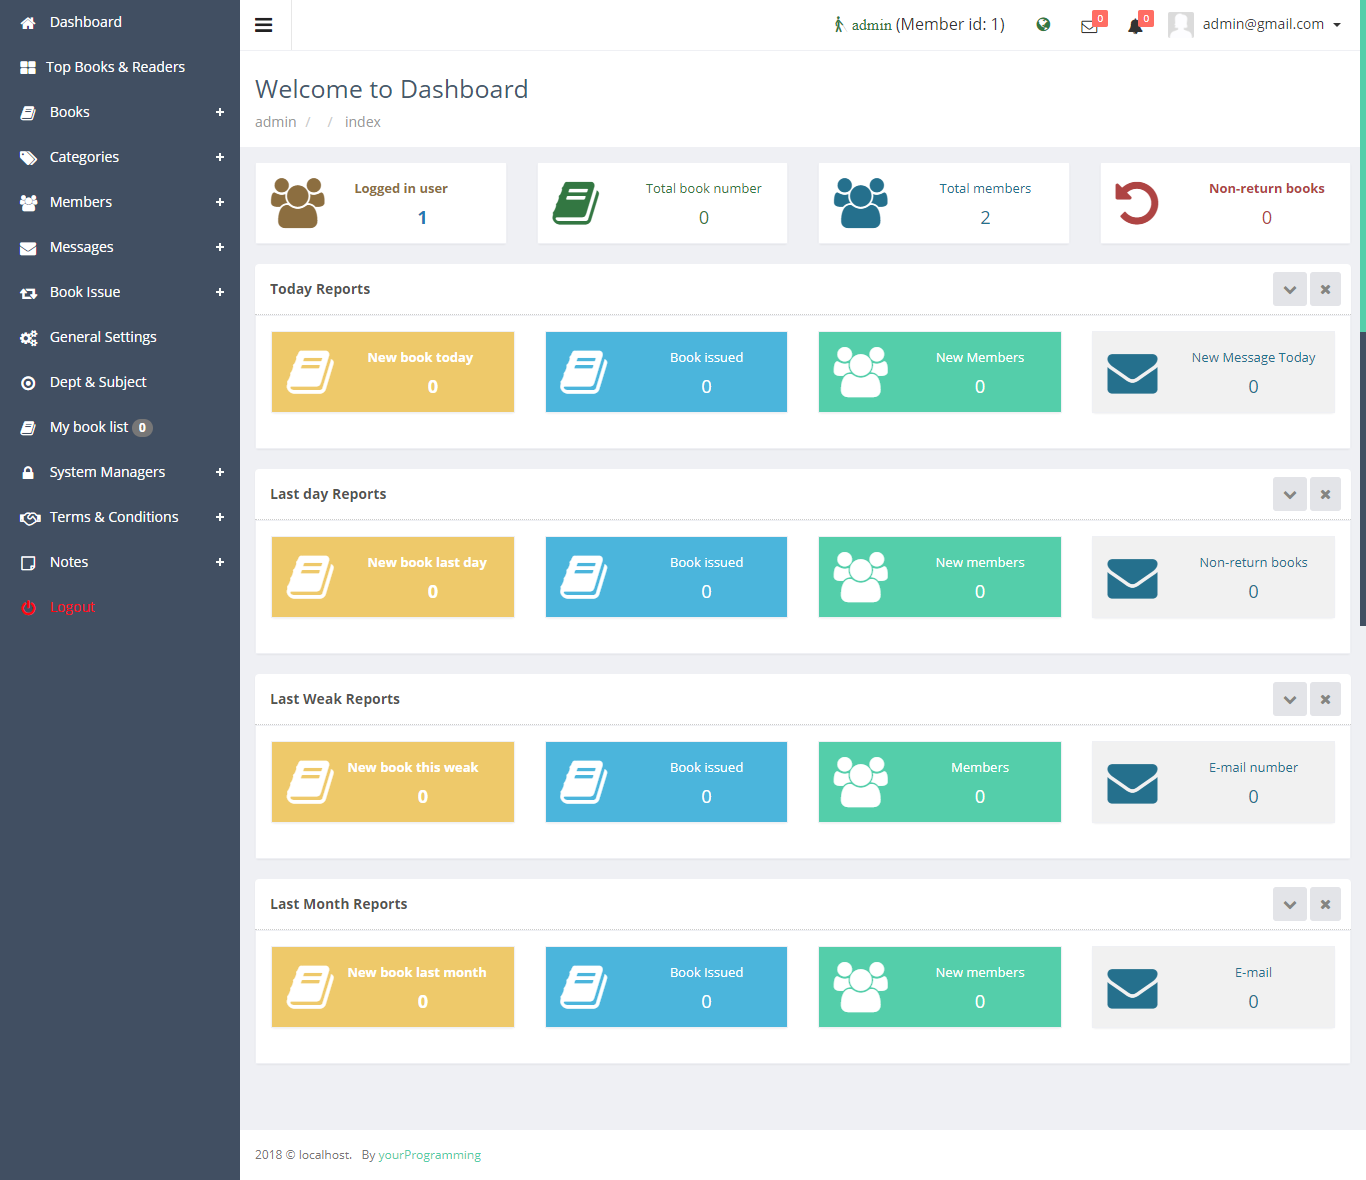 Dashboard
Top Books & Readers
Books
Categories
Members
Messages
Book Issue
General Settings
Dept & Subject
My book list 0
System Managers
Terms & Conditions
Notes
Logout
admin (Member id: 1)
0
0
admin@gmail.com
Welcome to Dashboard
admin / / index
Logged in user
1
Total book number
0
Total members
2
Non-return books
0
Today Reports
New book today
0
Book issued
0
New Members
0
New Message Today
0
Last day Reports
New book last day
0
Book issued
0
New members
0
Non-return books
0
Last Weak Reports
New book this weak
0
Book issued
0
Members
0
E-mail number
0
Last Month Reports
New book last month
0
Book Issued
0
New members
0
E-mail
0
2018 © localhost. By yourProgramming